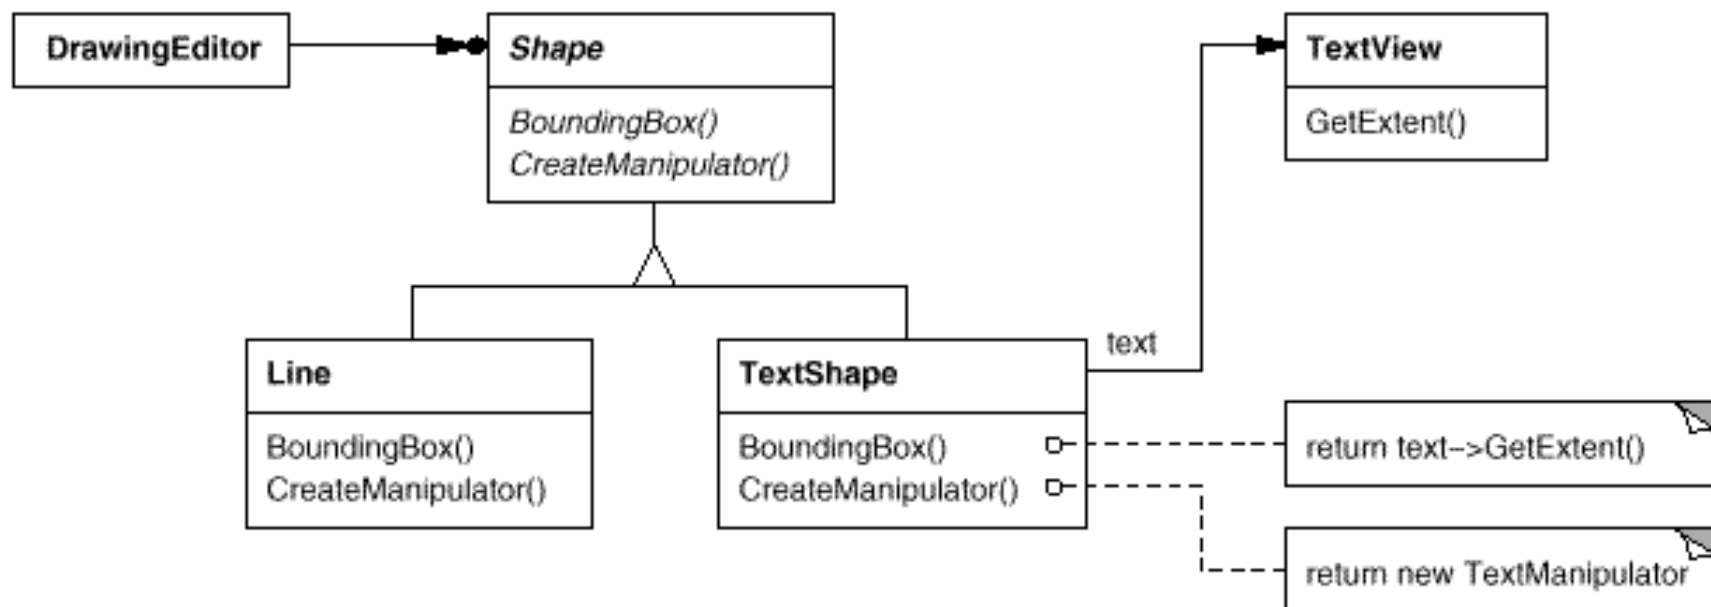 DrawingEditor
Shape
BoundingBox()
CreateManipulator()
TextView
GetExtent()
Line
BoundingBox()
CreateManipulator()
TextShape
BoundingBox()
CreateManipulator()
text
return text–>GetExtent()
return new TextManipulator